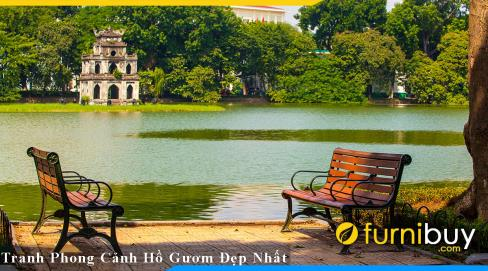 furnibuy
.com
Tranh Phong Cảnh Hồ Gươm Đẹp Nhất